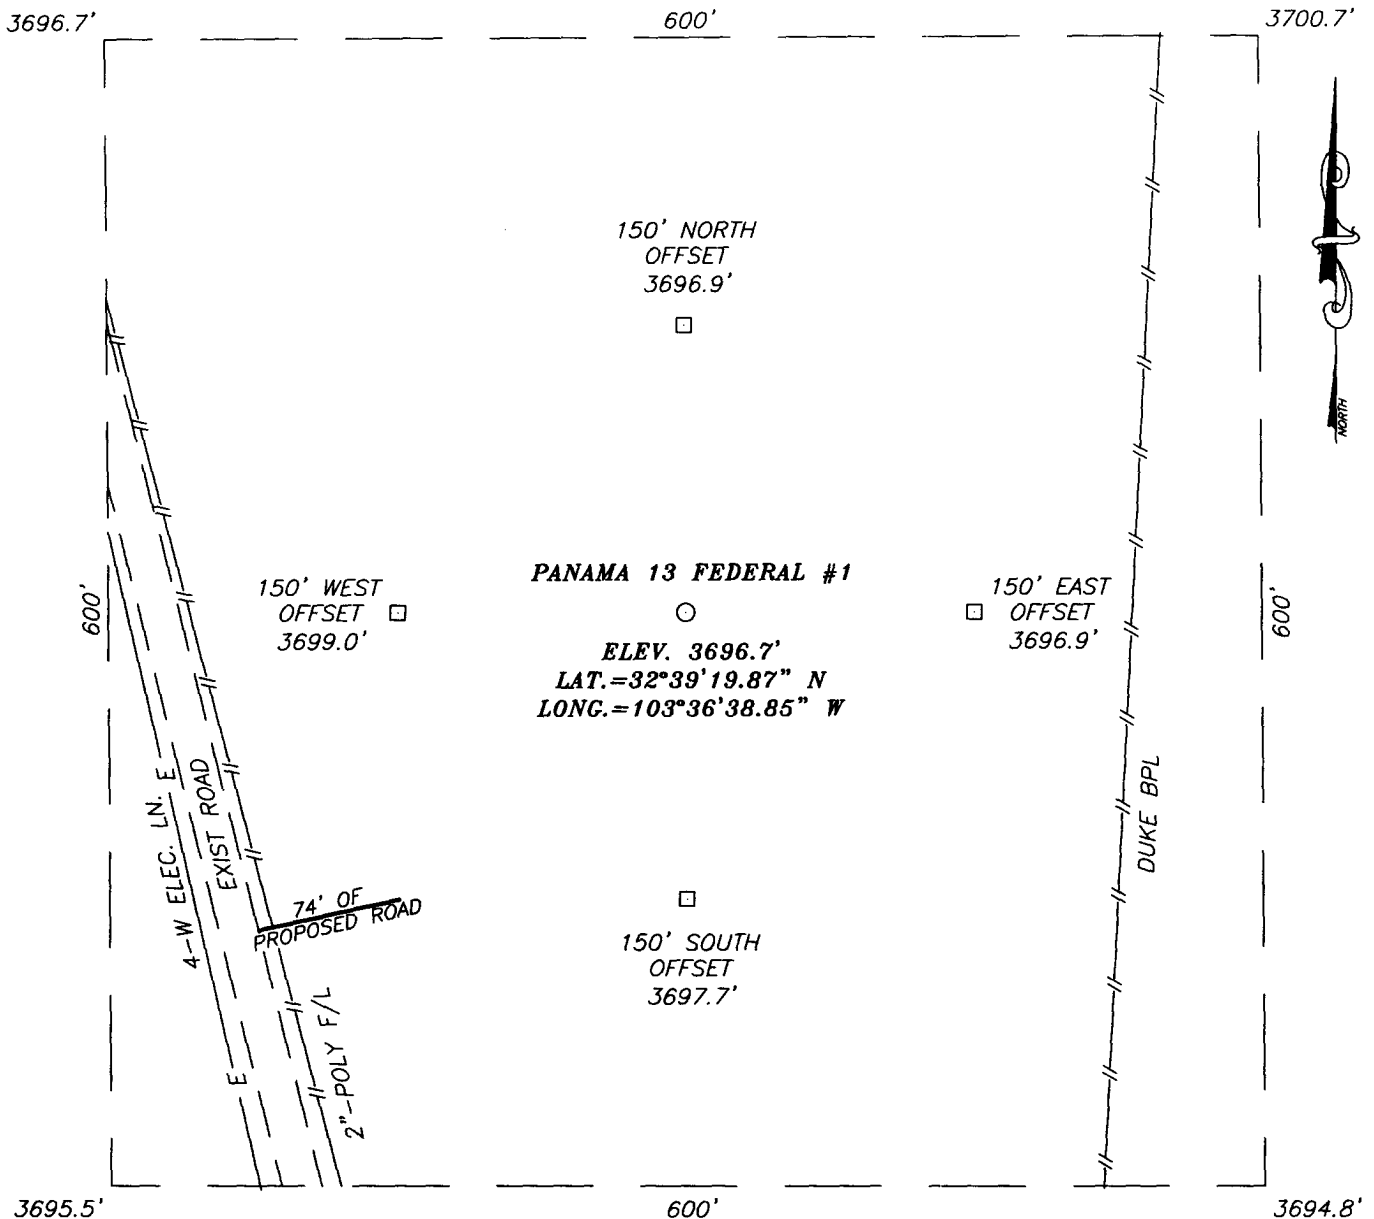 3696.7'
600'
3700.7'
150' NORTH
OFFSET
3696.9'
NORTH
600'
150' WEST
OFFSET
3699.0'
PANAMA 13 FEDERAL #1
ELEV. 3696.7'
LAT.=32°39'19.87" N
LONG.=103°36'38.85" W
150' EAST
OFFSET
3696.9'
600'
4-W ELEC. LN.
E
EXIST ROAD
DUKE BPL
74' OF
PROPOSED ROAD
150' SOUTH
OFFSET
3697.7'
E
2"-POLY F/L
3695.5'
600'
3694.8'